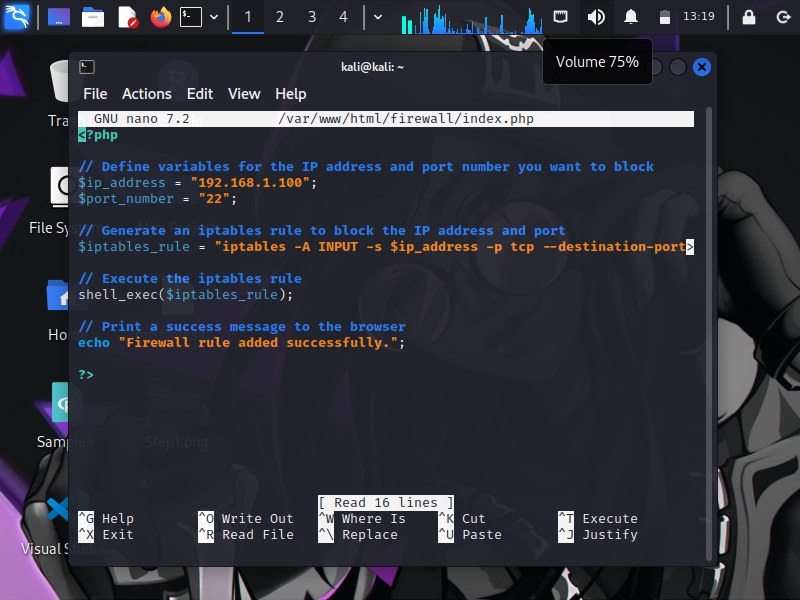 1 2 3 4 13:19
Volume 75%
kali@kali: ~
File Actions Edit View Help
GNU nano 7.2 /var/www/html/firewall/index.php
<?php
// Define variables for the IP address and port number you want to block
$ip_address = "192.168.1.100";
$port_number = "22";
// Generate an iptables rule to block the IP address and port
$iptables_rule = "iptables -A INPUT -s $ip_address -p tcp --destination-port>
// Execute the iptables rule
shell_exec($iptables_rule);
// Print a success message to the browser
echo "Firewall rule added successfully.";
?>
[ Read 16 lines ]
^G Help ^O Write Out ^W Where Is ^K Cut ^T Execute
^X Exit ^R Read File ^\ Replace ^U Paste ^J Justify
Tra
File Sy
Ho
Sample.r
Step1.png
Visual Stu